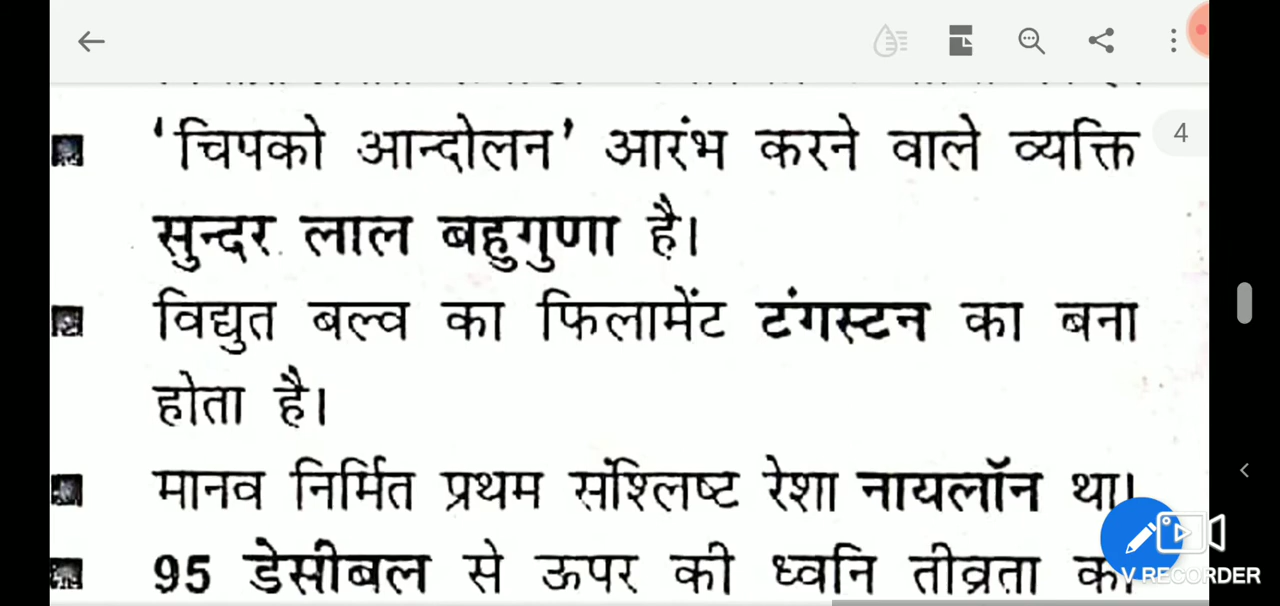 4
'चिपको आन्दोलन' आरंभ करने वाले व्यक्ति
सुन्दर लाल बहुगुणा है।
विद्युत बल्व का फिलामेंट टंगस्टन का बना
होता है।
मानव निर्मित प्रथम संश्लिष्ट रेशा नायलॉन था।
95 डेसीबल से ऊपर की ध्वनि तीव्रता
V RECORDER